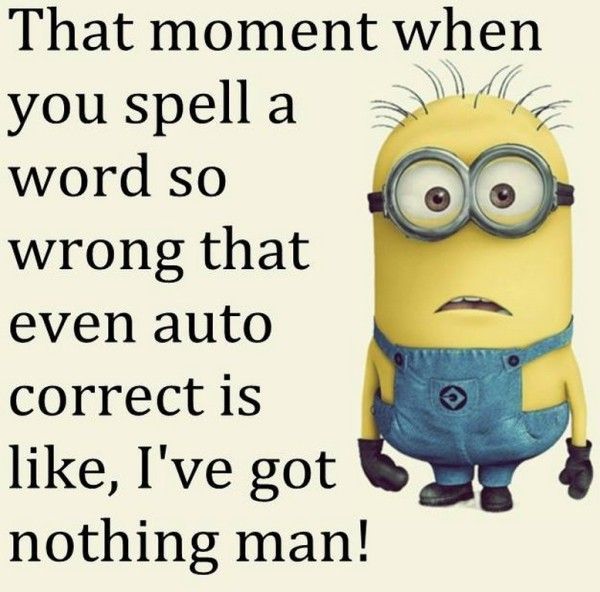 That moment when
you spell a
word so
wrong that
even auto
correct is
like, I've got
nothing man!